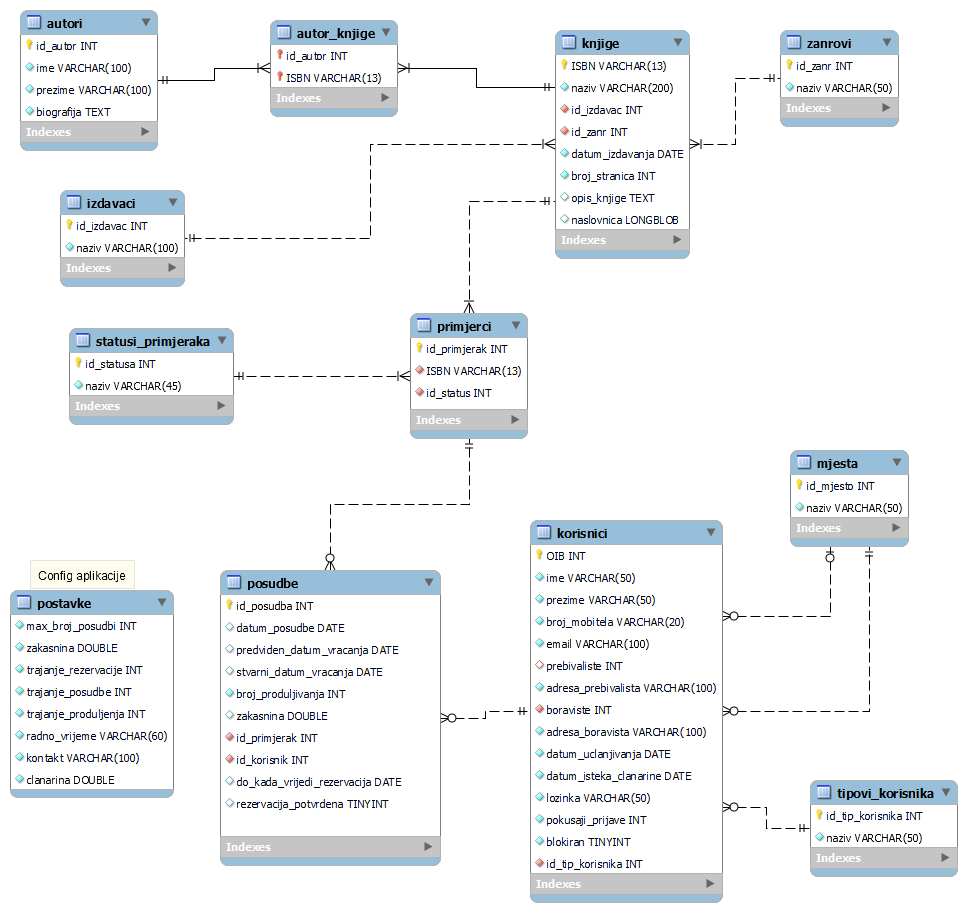 autori
id_autor INT
ime VARCHAR(100)
prezime VARCHAR(100)
biografija TEXT
Indexes
autor_knjige
id_autor INT
ISBN VARCHAR(13)
Indexes
knjige
ISBN VARCHAR(13)
naziv VARCHAR(200)
id_izdavac INT
id_zanr INT
datum_izdavanja DATE
broj_stranica INT
opis_knjige TEXT
naslovnica LONGBLOB
Indexes
zanrovi
id_zanr INT
naziv VARCHAR(50)
Indexes
izdavaci
id_izdavac INT
naziv VARCHAR(100)
Indexes
statusi_primjeraka
id_statusa INT
naziv VARCHAR(45)
Indexes
primjerci
id_primjerak INT
ISBN VARCHAR(13)
id_status INT
Indexes
mjesta
id_mjesto INT
naziv VARCHAR(50)
Indexes
Config aplikacije
postavke
max_broj_posudbi INT
zakasnina DOUBLE
trajanje_rezervacije INT
trajanje_posudbe INT
trajanje_produljenja INT
radno_vrijeme VARCHAR(60)
kontakt VARCHAR(100)
clanarina DOUBLE
posudbe
id_posudba INT
datum_posudbe DATE
predviden_datum_vracanja DATE
stvarni_datum_vracanja DATE
broj_produljivanja INT
zakasnina DOUBLE
id_primjerak INT
id_korisnik INT
do_kada_vrijedi_rezervacija DATE
rezervacija_potvrdena TINYINT
Indexes
korisnici
OIB INT
ime VARCHAR(50)
prezime VARCHAR(50)
broj_mobitela VARCHAR(20)
email VARCHAR(100)
prebivaliste INT
adresa_prebivalista VARCHAR(100)
boraviste INT
adresa_boravista VARCHAR(100)
datum_uclanjivanja DATE
datum_isteka_clanarine DATE
lozinka VARCHAR(50)
pokusaji_prijave INT
blokiran TINYINT
id_tip_korisnika INT
Indexes
tipovi_korisnika
id_tip_korisnika INT
naziv VARCHAR(50)
Indexes